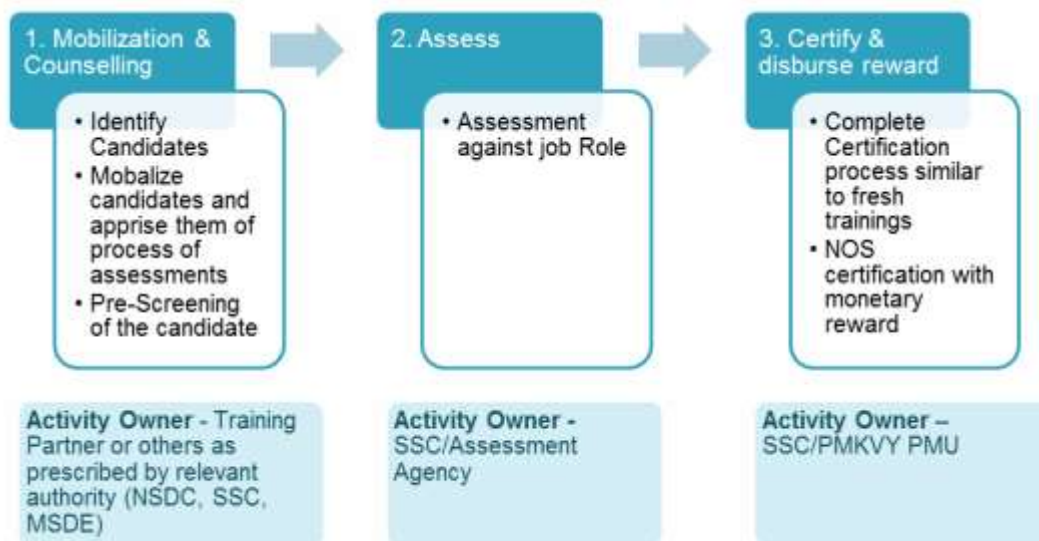 1. Mobilization &
Counselling
• Identify
Candidates
• Mobalize
candidates and
apprise them of
process of
assessments
• Pre-Screening
of the candidate
Activity Owner - Training
Partner or others as
prescribed by relevant
authority (NSDC, SSC,
MSDE)
2. Assess
• Assessment
against job Role
Activity Owner -
SSC/Assessment
Agency
3. Certify &
disburse reward
• Complete
Certification
process similar
to fresh
trainings
• NOS
certification with
monetary
reward
Activity Owner –
SSC/PMKVY PMU